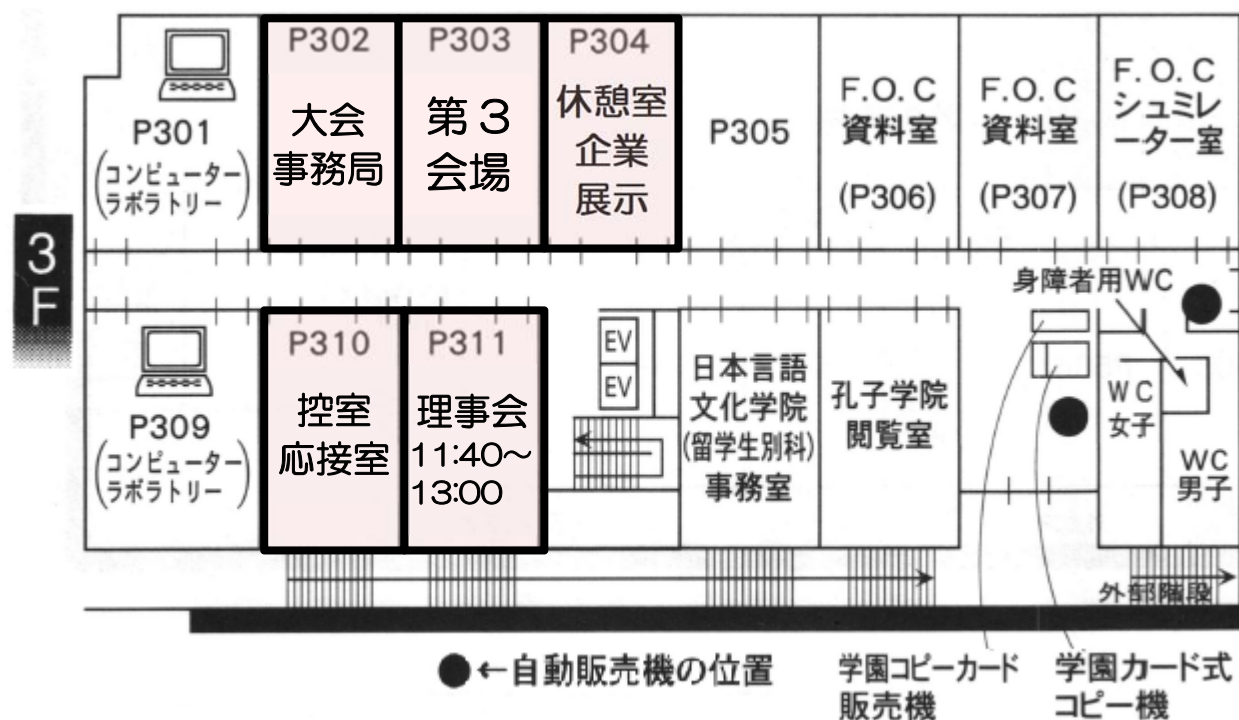 3F
P301
(コンピューター
ラボラトリー)
P302
大会
事務局
P303
第3
会場
P304
休憩室
企業
展示
P305
F.O.C
資料室
(P306)
F.O.C
資料室
(P307)
F.O.C
シュミレ
ーター室
(P308)
身障者用WC
P309
(コンピューター
ラボラトリー)
P310
控室
応接室
P311
理事会
11:40～
13:00
EV
EV
日本言語
文化学院
(留学生別科)
事務室
孔子学院
閲覧室
WC
女子
WC
男子
外部階段
●←自動販売機の位置
学園コピーカード
販売機
学園カード式
コピー機